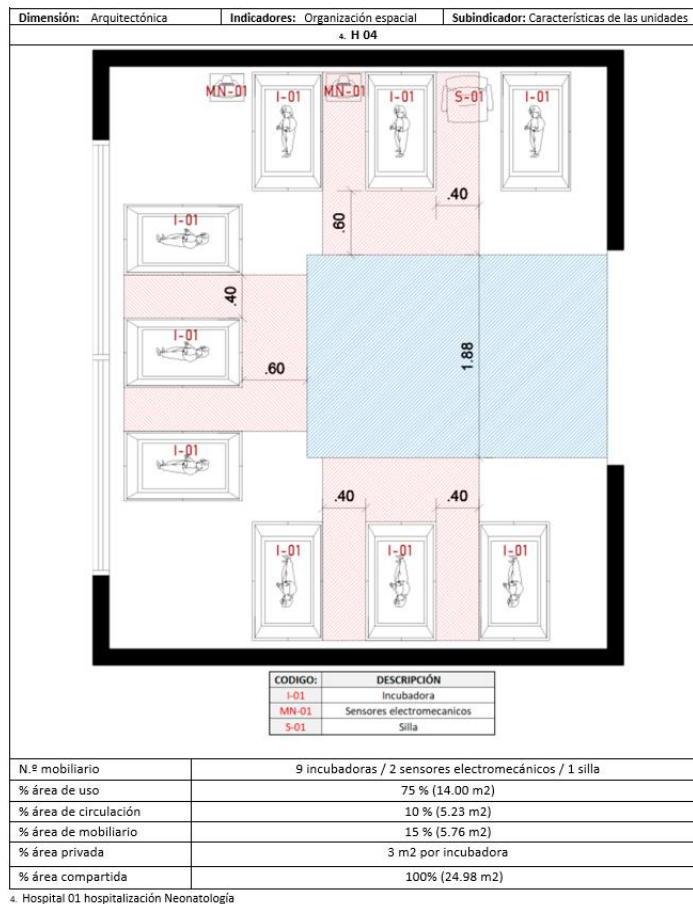 Dimensión: Arquitectónica Indicadores: Organización espacial Subindicador: Características de las unidades
4. H 04
MN-01 I-01 MN-01 I-01 S-01 I-01
.40
.60
I-01
.40
I-01
.60
1.88
I-01
.40 .40
I-01 I-01 I-01
CODIGO: DESCRIPCIÓN
I-01 Incubadora
MN-01 Sensores electromecanicos
S-01 Silla
N.º mobiliario 9 incubadoras / 2 sensores electromecánicos / 1 silla
% área de uso 75 % (14.00 m2)
% área de circulación 10 % (5.23 m2)
% área de mobiliario 15 % (5.76 m2)
% área privada 3 m2 por incubadora
% área compartida 100% (24.98 m2)
4. Hospital 01 hospitalización Neonatología